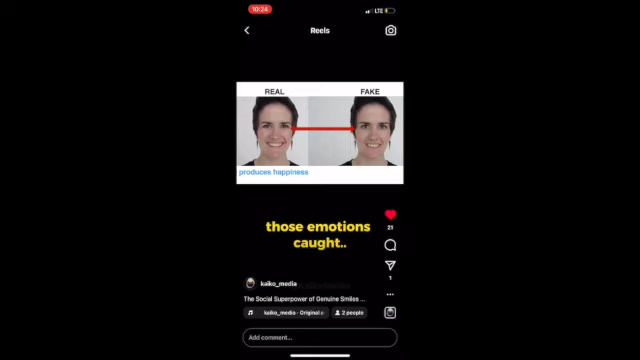 10:24
LTE
Reels
REAL
FAKE
produces happiness
those emotions
caught..
21
1
kaiko_media
The Social Superpower of Genuine Smiles ...
kaiko_media · Original
2 people
Add comment...